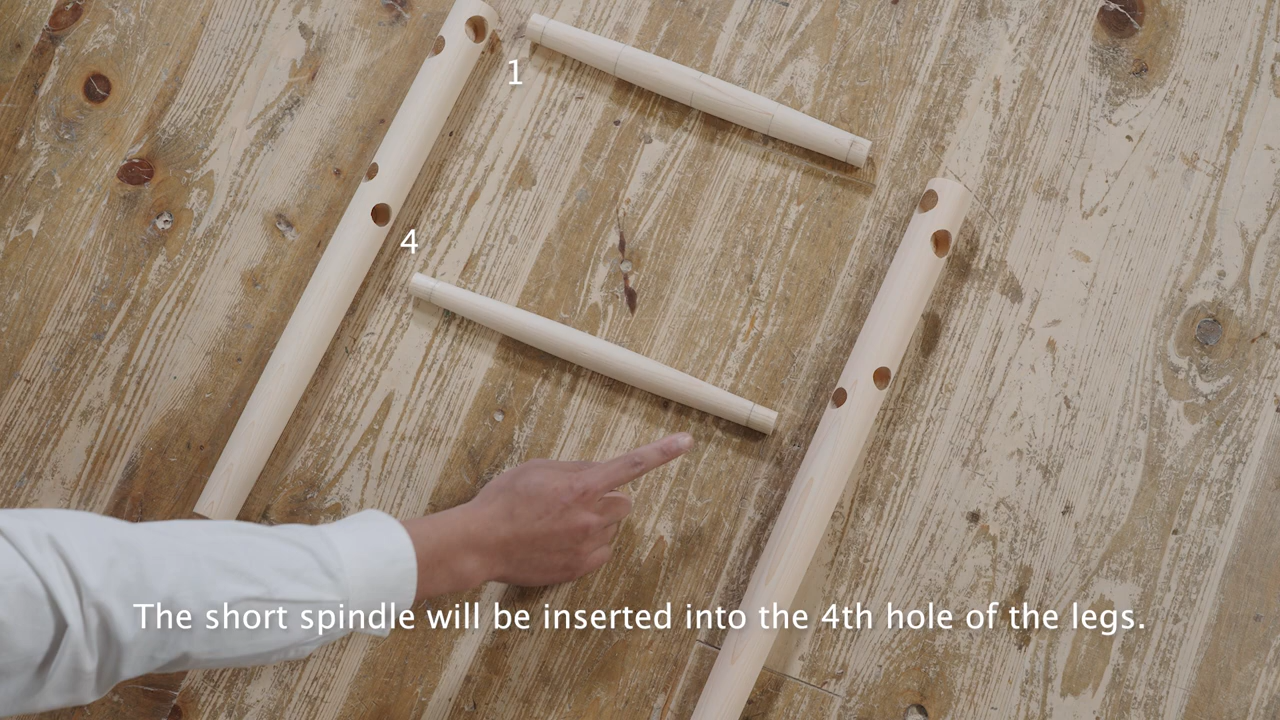 1
4
The short spindle will be inserted into the 4th hole of the legs.